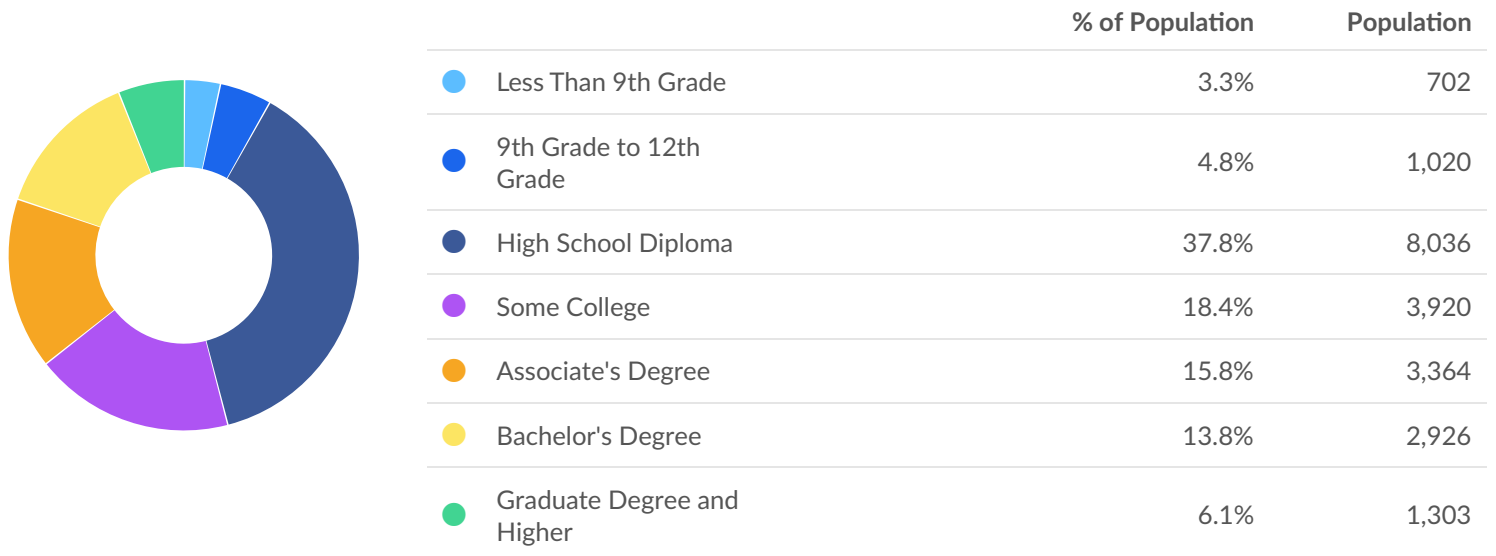 % of Population Population
Less Than 9th Grade 3.3% 702
9th Grade to 12th
Grade 4.8% 1,020
High School Diploma 37.8% 8,036
Some College 18.4% 3,920
Associate's Degree 15.8% 3,364
Bachelor's Degree 13.8% 2,926
Graduate Degree and
Higher 6.1% 1,303